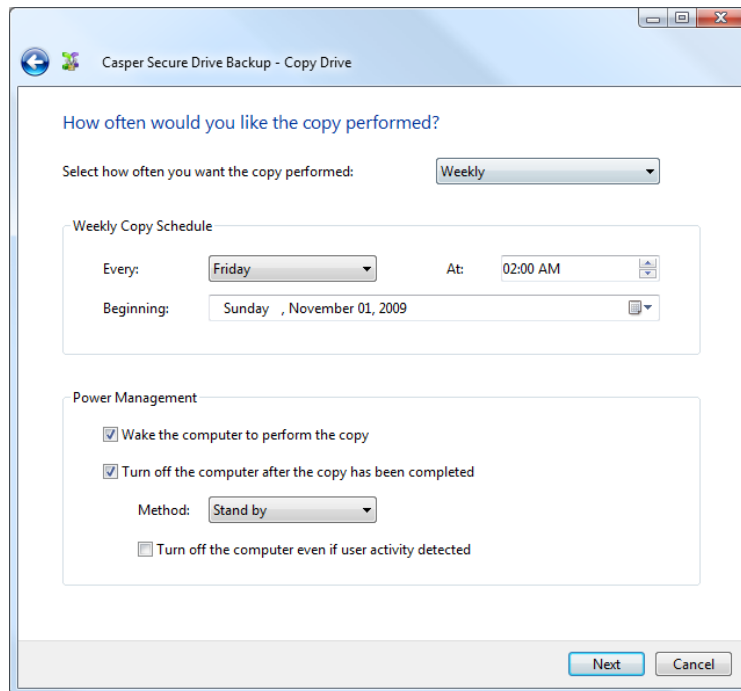 Casper Secure Drive Backup - Copy Drive
How often would you like the copy performed?
Select how often you want the copy performed: Weekly
Weekly Copy Schedule
Every: Friday At: 02:00 AM
Beginning: Sunday , November 01, 2009
Power Management
Wake the computer to perform the copy
Turn off the computer after the copy has been completed
Method: Stand by
Turn off the computer even if user activity detected
Next Cancel